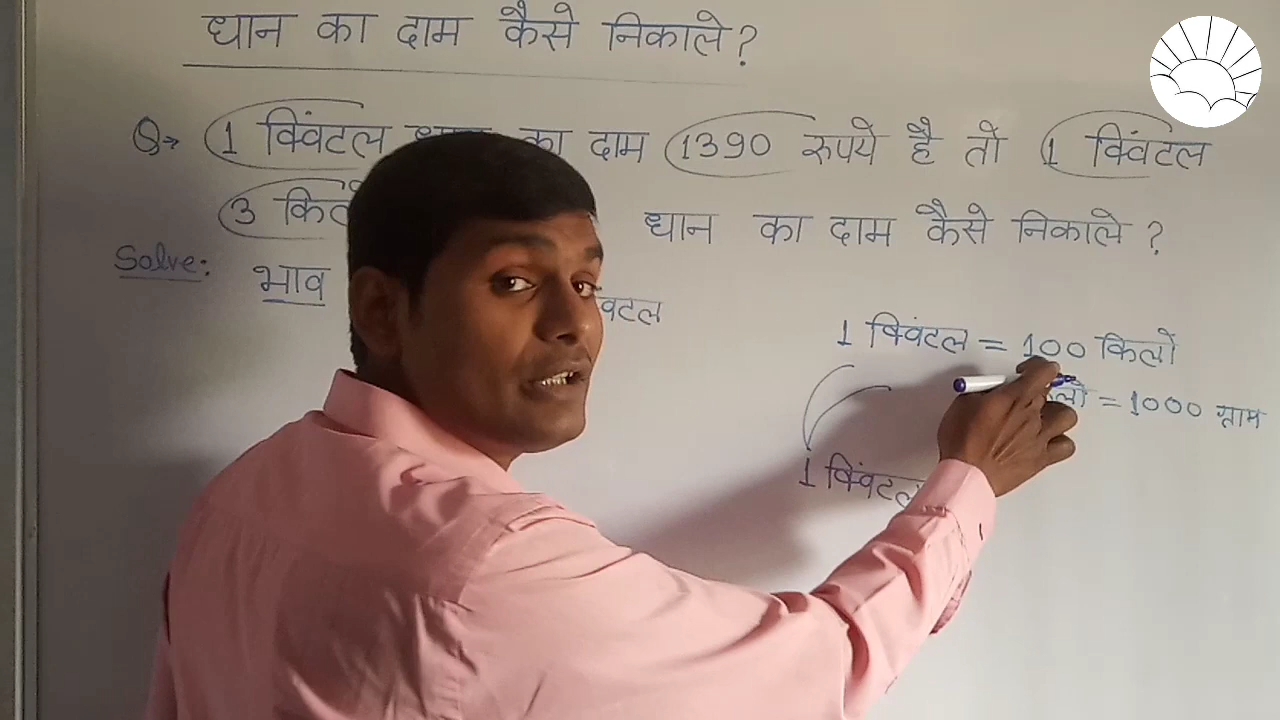 धान का दाम कैसे निकाले?
Q→ 1 क्विंटल का दाम 1390 रुपये है तो 1 क्विंटल
3 धान का दाम कैसे निकाले?
Solve: भाव
1 क्विंटल = 100 किलो
= 1000 ग्राम
1 क्विंटल